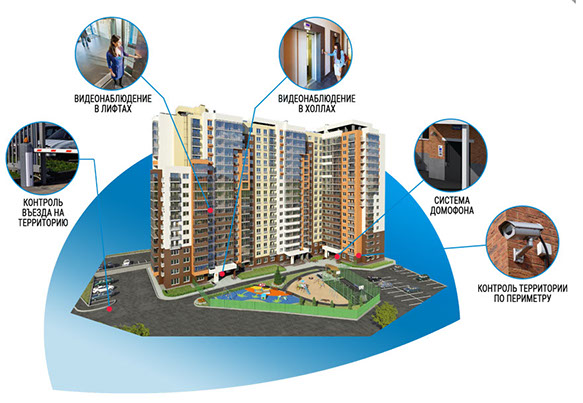 ВИДЕОНАБЛЮДЕНИЕ
В ЛИФТАХ
ВИДЕОНАБЛЮДЕНИЕ
В ХОЛЛАХ
КОНТРОЛЬ
ВЪЕЗДА НА
ТЕРРИТОРИЮ
СИСТЕМА
ДОМОФОНА
КОНТРОЛЬ ТЕРРИТОРИИ
ПО ПЕРИМЕТРУ